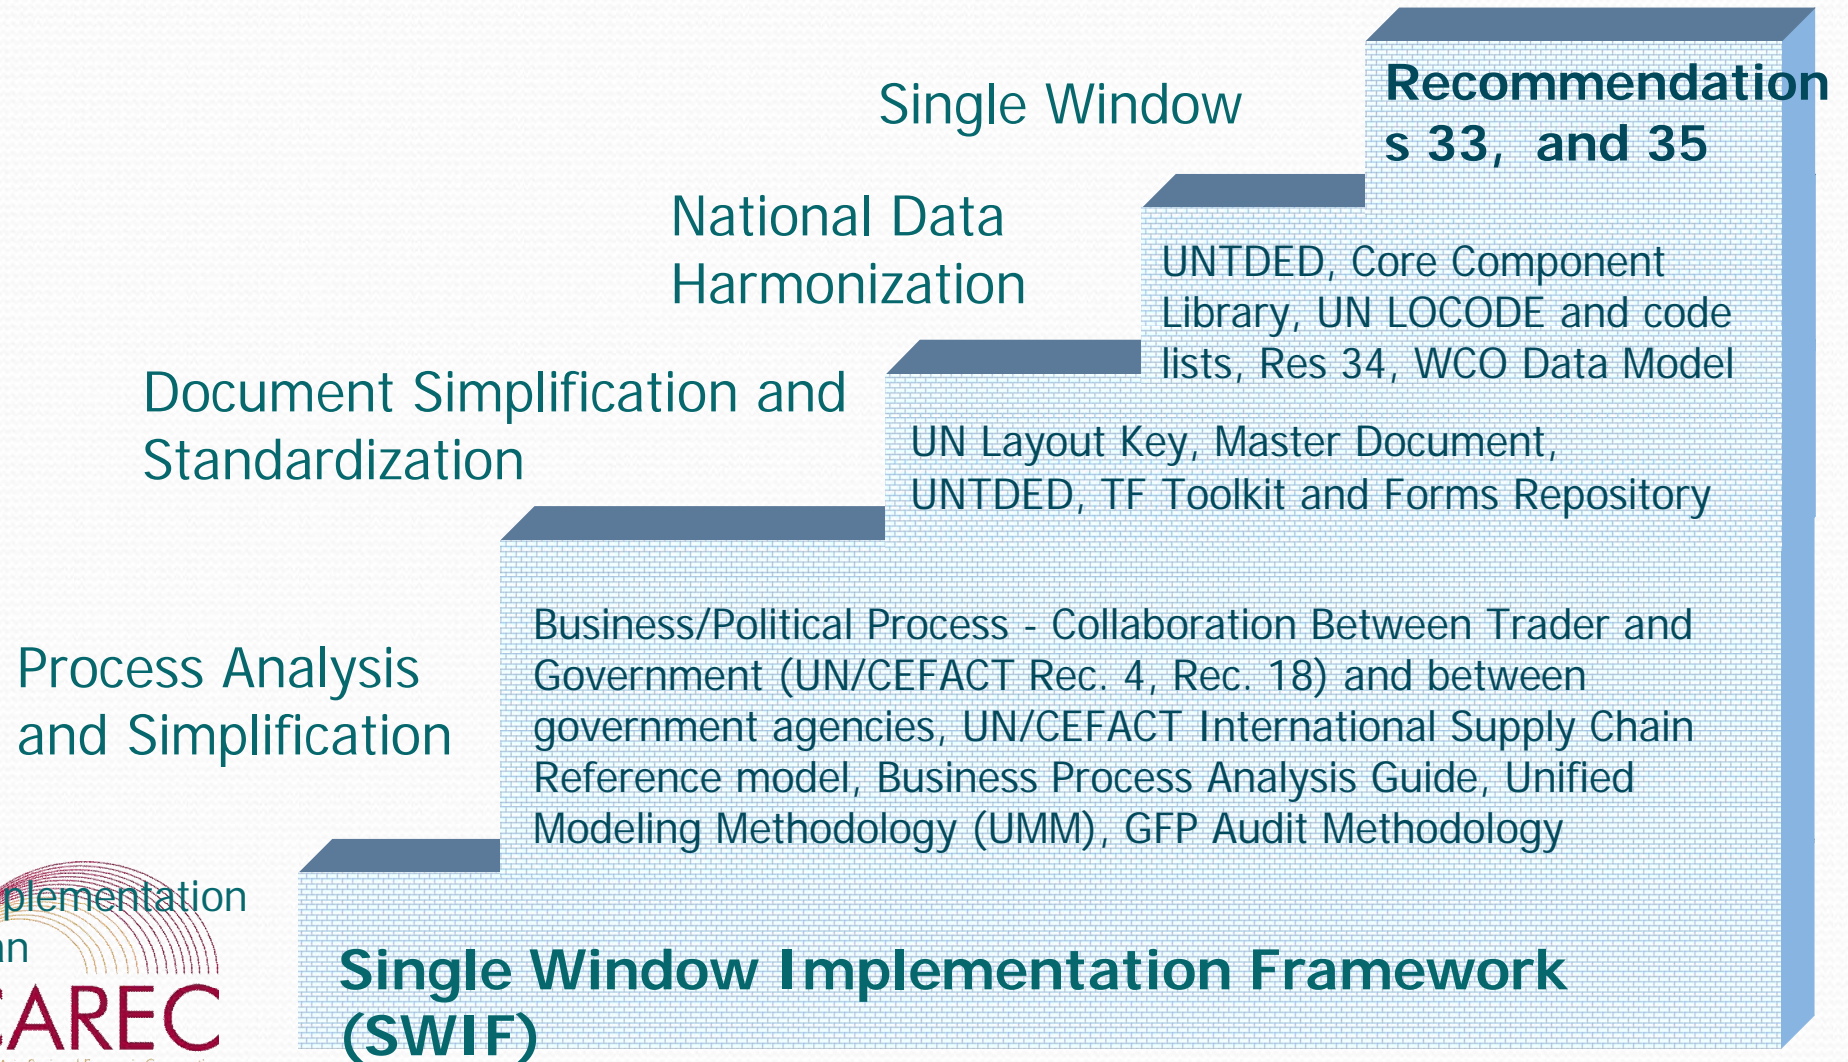 Single Window
Recommendation
s 33, and 35
National Data
Harmonization
UNTDED, Core Component
Library, UN LOCODE and code
lists, Res 34, WCO Data Model
Document Simplification and
Standardization
UN Layout Key, Master Document,
UNTDED, TF Toolkit and Forms Repository
Process Analysis
and Simplification
Business/Political Process - Collaboration Between Trader and
Government (UN/CEFACT Rec. 4, Rec. 18) and between
government agencies, UN/CEFACT International Supply Chain
Reference model, Business Process Analysis Guide, Unified
Modeling Methodology (UMM), GFP Audit Methodology
plementation
an
CAREC
Single Window Implementation Framework
(SWIF)